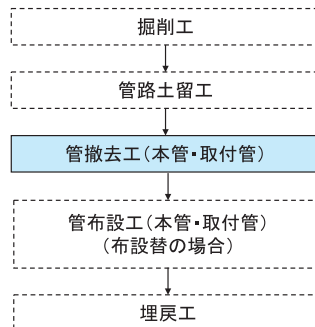 掘削工
管路土留工
管撤去工(本管・取付管)
管布設工(本管・取付管)
(布設替の場合)
埋戻工